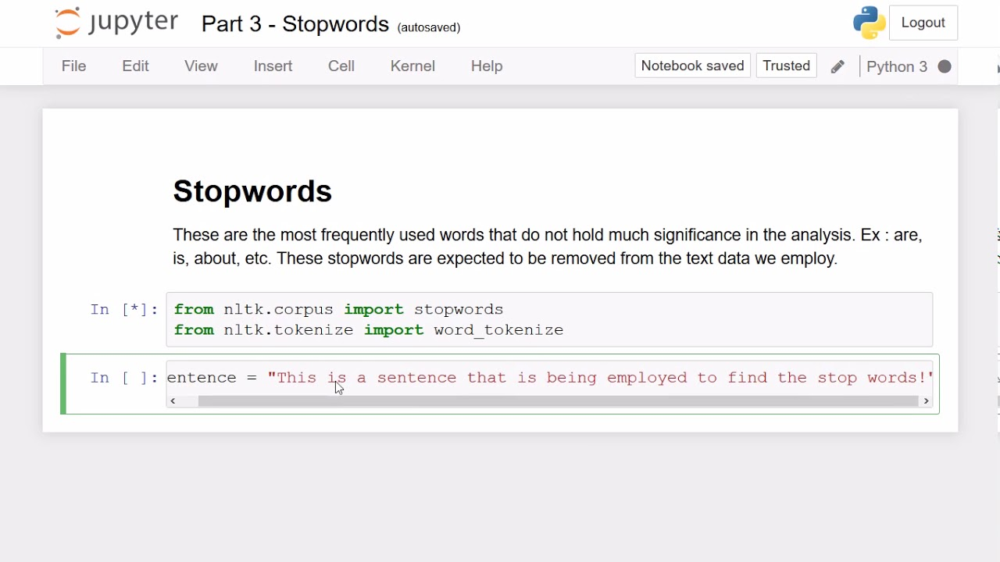 jupyter Part 3 - Stopwords (autosaved) Logout
File Edit View Insert Cell Kernel Help Notebook saved Trusted Python 3
Stopwords
These are the most frequently used words that do not hold much significance in the analysis. Ex : are,
is, about, etc. These stopwords are expected to be removed from the text data we employ.
In [*]: from nltk.corpus import stopwords
from nltk.tokenize import word_tokenize
In [ ]: entence = "This is a sentence that is being employed to find the stop words!'